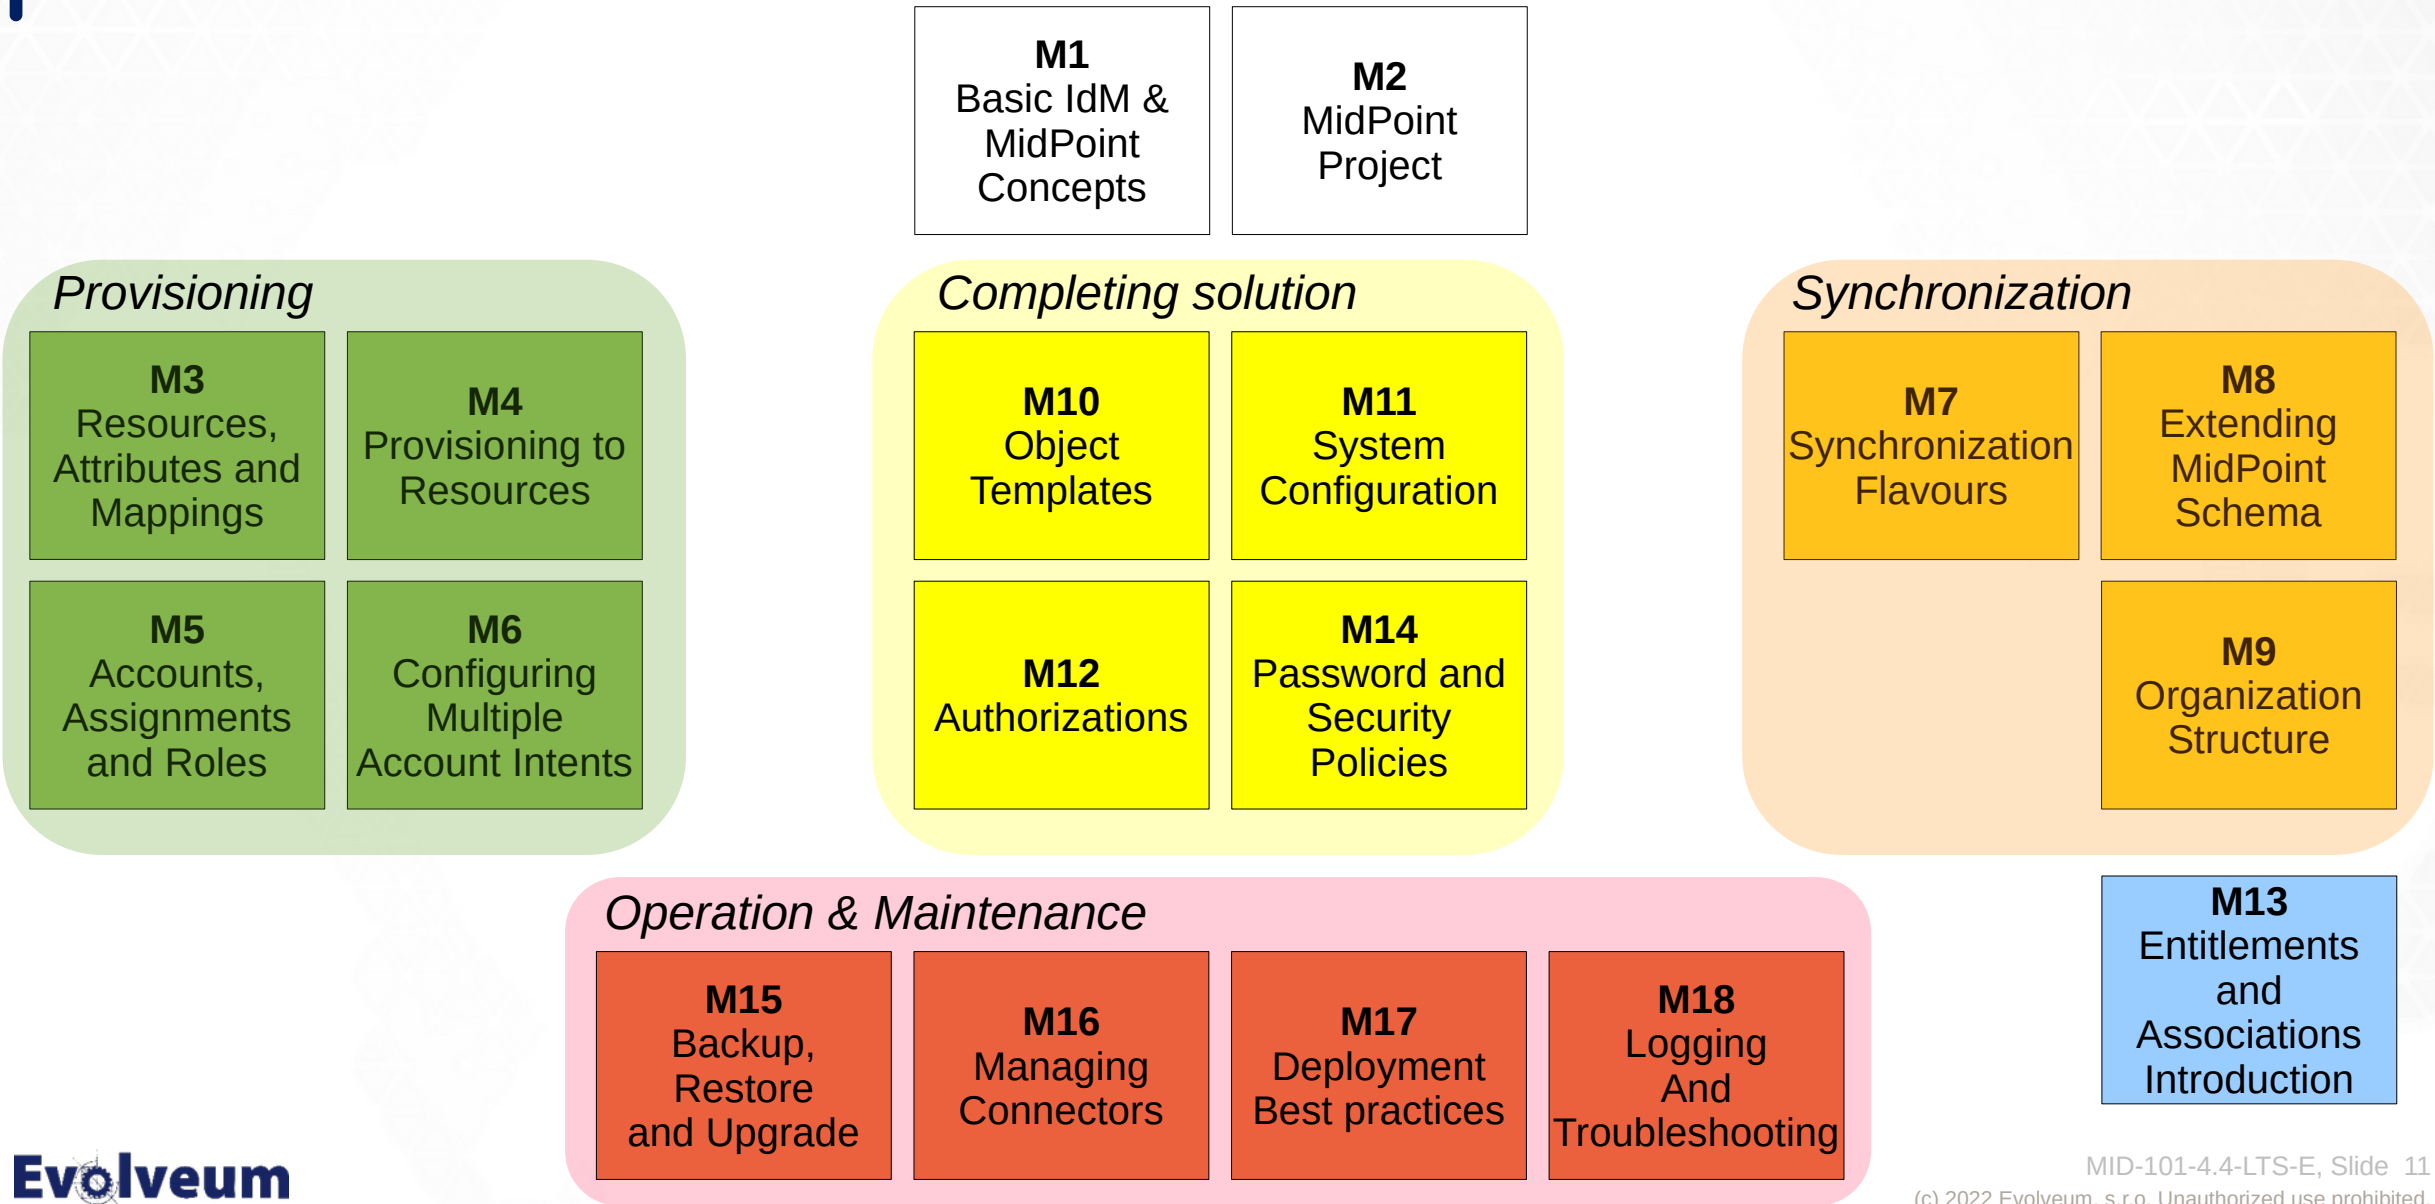 M1
Basic IdM &
MidPoint
Concepts
M2
MidPoint
Project
Provisioning
M3
Resources,
Attributes and
Mappings
M4
Provisioning to
Resources
M5
Accounts,
Assignments
and Roles
M6
Configuring
Multiple
Account Intents
Completing solution
M10
Object
Templates
M11
System
Configuration
M12
Authorizations
M14
Password and
Security
Policies
Synchronization
M7
Synchronization
Flavours
M8
Extending
MidPoint
Schema
M9
Organization
Structure
Operation & Maintenance
M15
Backup,
Restore
and Upgrade
M16
Managing
Connectors
M17
Deployment
Best practices
M18
Logging
And
Troubleshooting
M13
Entitlements
and
Associations
Introduction
Evolveum
MID-101-4.4-LTS-E, Slide 11
(c) 2022 Evolveum, s.r.o. Unauthorized use prohibited.